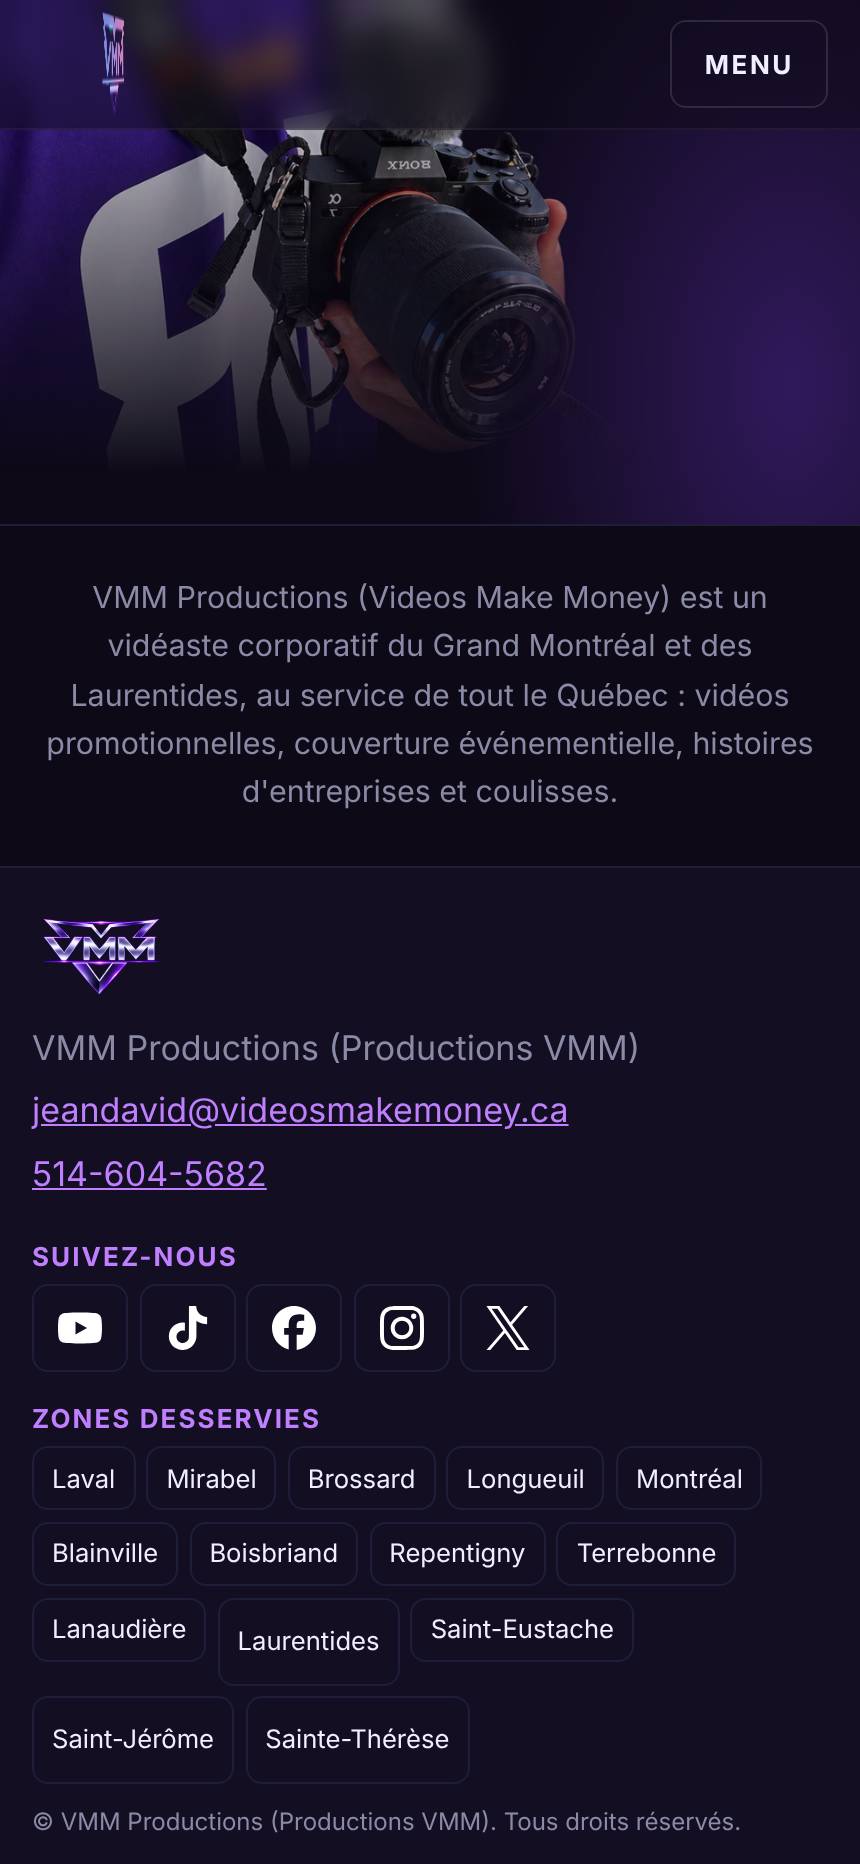 VMM
MENU
XNOR
α
7
VMM Productions (Videos Make Money) est un
vidéaste corporatif du Grand Montréal et des
Laurentides, au service de tout le Québec : vidéos
promotionnelles, couverture événementielle, histoires
d'entreprises et coulisses.
VMM
VMM Productions (Productions VMM)
jeandavid@videosmakemoney.ca
514-604-5682
SUIVEZ-NOUS
ZONES DESSERVIES
Laval Mirabel Brossard Longueuil Montréal
Blainville Boisbriand Repentigny Terrebonne
Lanaudière Laurentides Saint-Eustache
Saint-Jérôme Sainte-Thérèse
© VMM Productions (Productions VMM). Tous droits réservés.